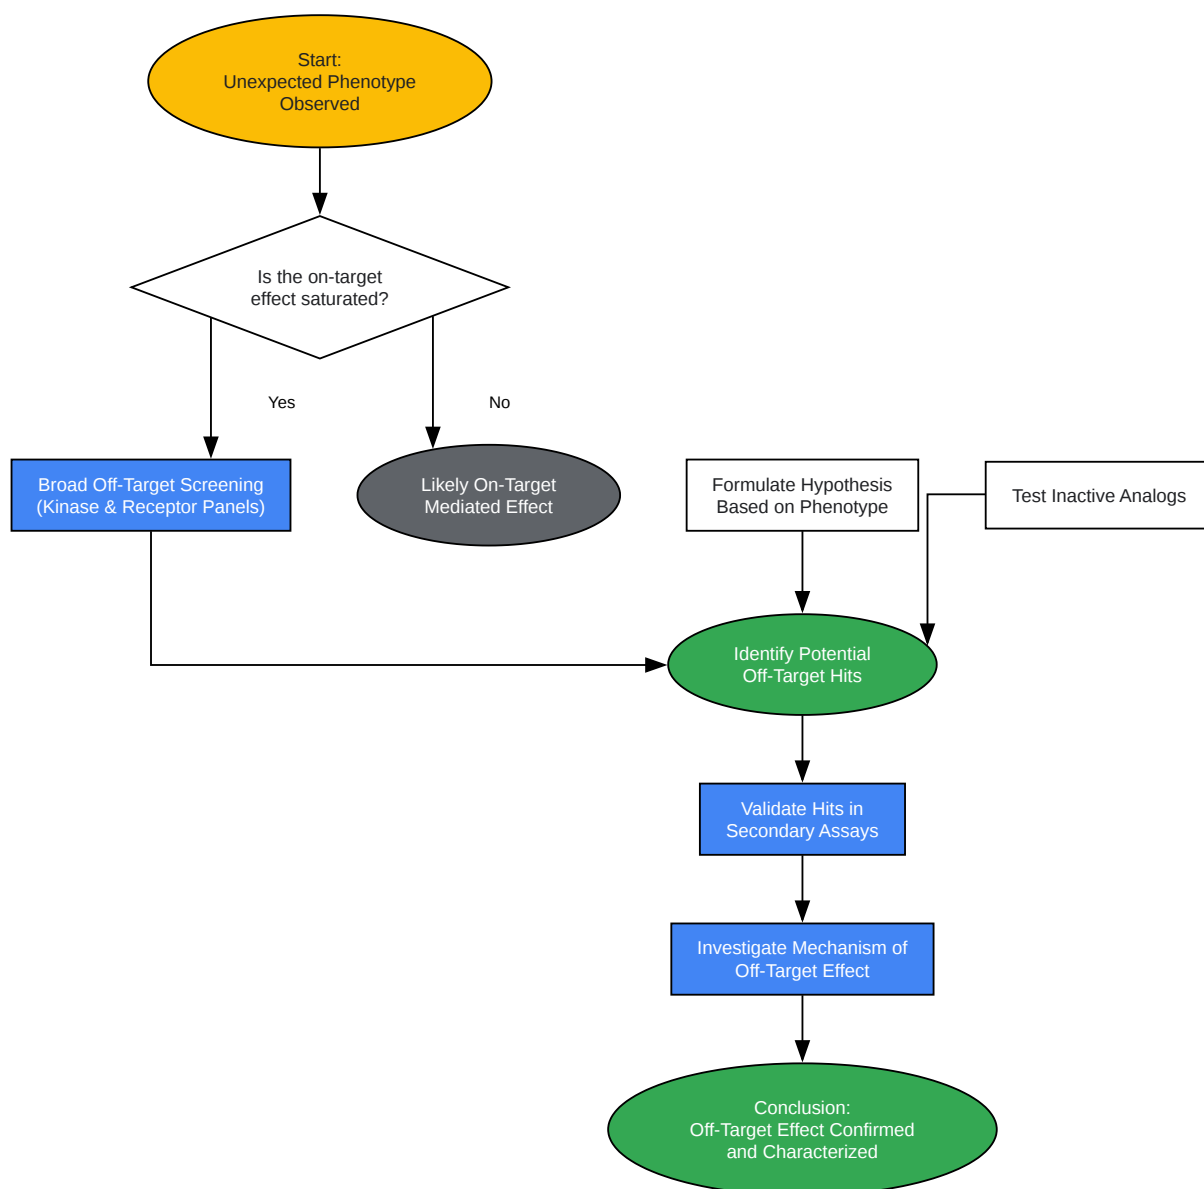 Start:
Unexpected Phenotype
Observed
Is the on-target
effect saturated?
Yes
No
Broad Off-Target Screening
(Kinase & Receptor Panels)
Likely On-Target
Mediated Effect
Formulate Hypothesis
Based on Phenotype
Test Inactive Analogs
Identify Potential
Off-Target Hits
Validate Hits in
Secondary Assays
Investigate Mechanism of
Off-Target Effect
Conclusion:
Off-Target Effect Confirmed
and Characterized